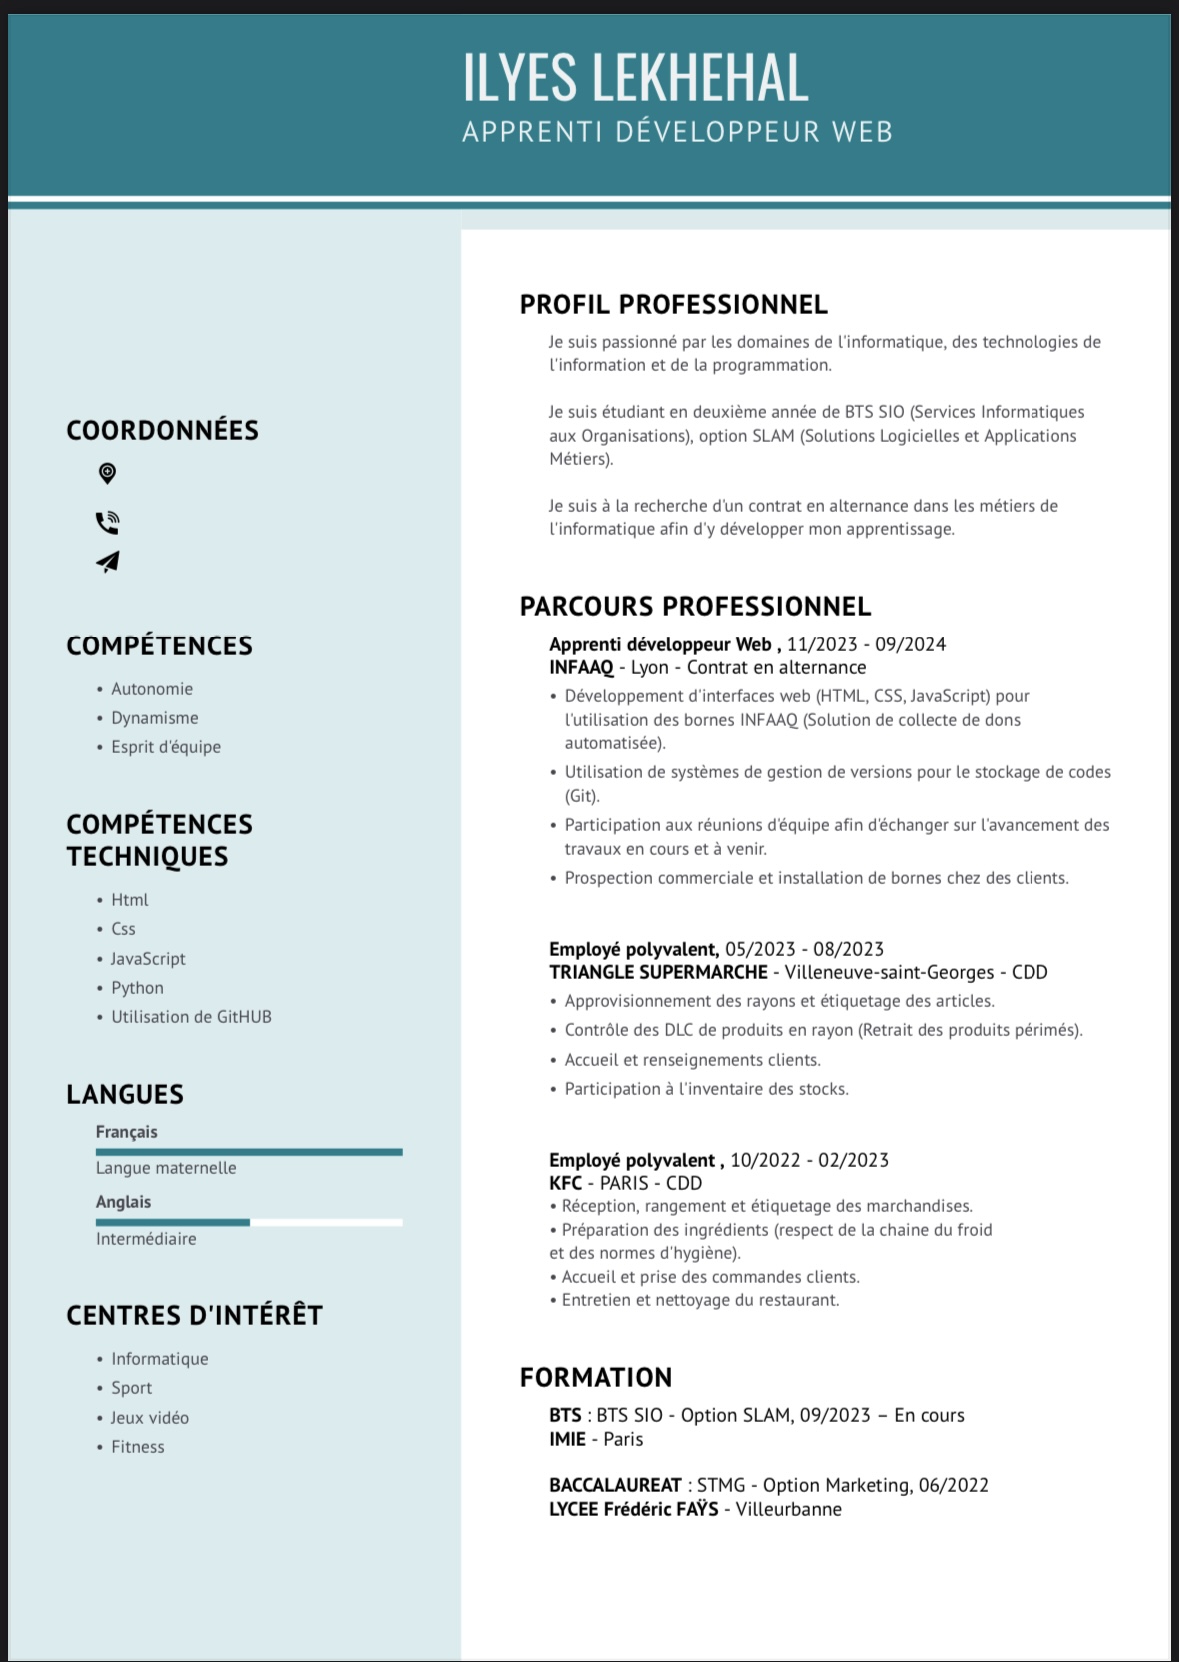 ILYES LEKHEHAL
APPRENTI DÉVELOPPEUR WEB
COORDONNÉES
COMPÉTENCES
• Autonomie
• Dynamisme
• Esprit d'équipe
COMPÉTENCES
TECHNIQUES
• Html
• Css
• JavaScript
• Python
• Utilisation de GitHUB
LANGUES
Français
Langue maternelle
Anglais
Intermédiaire
CENTRES D'INTÉRÊT
• Informatique
• Sport
• Jeux vidéo
• Fitness
PROFIL PROFESSIONNEL
Je suis passionné par les domaines de l'informatique, des technologies de
l'information et de la programmation.
Je suis étudiant en deuxième année de BTS SIO (Services Informatiques
aux Organisations), option SLAM (Solutions Logicielles et Applications
Métiers).
Je suis à la recherche d'un contrat en alternance dans les métiers de
l'informatique afin d'y développer mon apprentissage.
PARCOURS PROFESSIONNEL
Apprenti développeur Web , 11/2023 - 09/2024
INFAAQ - Lyon - Contrat en alternance
• Développement d'interfaces web (HTML, CSS, JavaScript) pour
l'utilisation des bornes INFAAQ (Solution de collecte de dons
automatisée).
• Utilisation de systèmes de gestion de versions pour le stockage de codes
(Git).
• Participation aux réunions d'équipe afin d'échanger sur l'avancement des
travaux en cours et à venir.
• Prospection commerciale et installation de bornes chez des clients.
Employé polyvalent, 05/2023 - 08/2023
TRIANGLE SUPERMARCHE - Villeneuve-saint-Georges - CDD
• Approvisionnement des rayons et étiquetage des articles.
• Contrôle des DLC de produits en rayon (Retrait des produits périmés).
• Accueil et renseignements clients.
• Participation à l'inventaire des stocks.
Employé polyvalent , 10/2022 - 02/2023
KFC - PARIS - CDD
• Réception, rangement et étiquetage des marchandises.
• Préparation des ingrédients (respect de la chaine du froid
et des normes d'hygiène).
• Accueil et prise des commandes clients.
• Entretien et nettoyage du restaurant.
FORMATION
BTS : BTS SIO - Option SLAM, 09/2023 – En cours
IMIE - Paris
BACCALAUREAT : STMG - Option Marketing, 06/2022
LYCEE Frédéric FAŸS - Villeurbanne